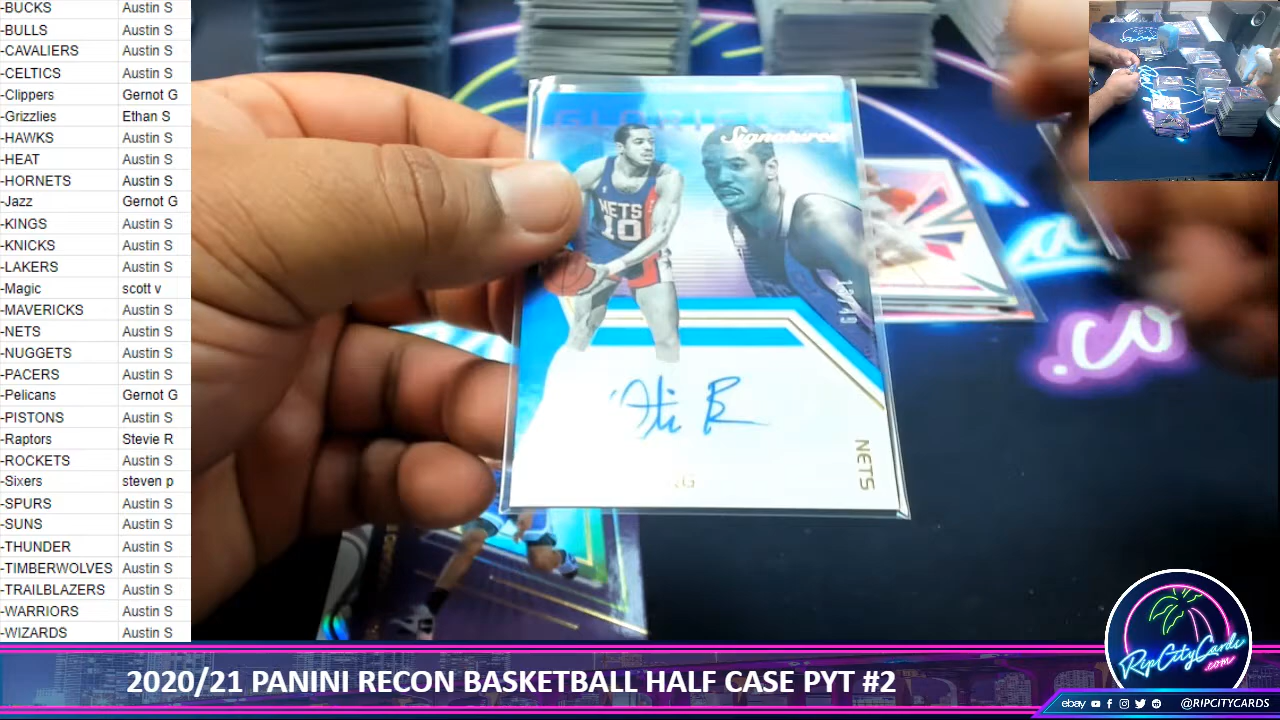 -BUCKS Austin S
-BULLS Austin S
-CAVALIERS Austin S
-CELTICS Austin S
-Clippers Gernot G
-Grizzlies Ethan S
-HAWKS Austin S
-HEAT Austin S
-HORNETS Austin S
-Jazz Gernot G
-KINGS Austin S
-KNICKS Austin S
-LAKERS Austin S
-Magic scott v
-MAVERICKS Austin S
-NETS Austin S
-NUGGETS Austin S
-PACERS Austin S
-Pelicans Gernot G
-PISTONS Austin S
-Raptors Stevie R
-ROCKETS Austin S
-Sixers steven p
-SPURS Austin S
-SUNS Austin S
-THUNDER Austin S
-TIMBERWOLVES Austin S
-TRAILBLAZERS Austin S
-WARRIORS Austin S
-WIZARDS Austin S
Signatures
NETS
10
NETS
.co
RipCityCards
.com
2020/21 PANINI RECON BASKETBALL HALF CASE PYT #2
ebay @RIPCITYCARDS